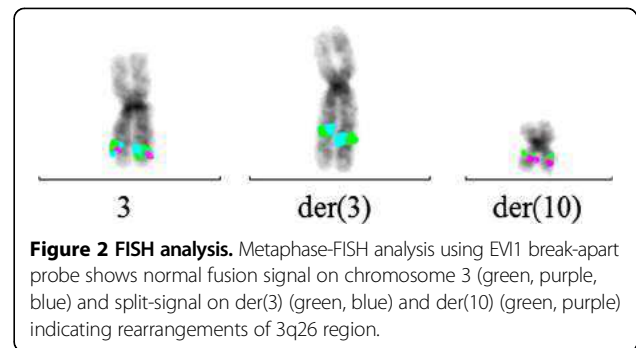 3
der(3)
der(10)
Figure 2 FISH analysis. Metaphase-FISH analysis using EVI1 break-apart
probe shows normal fusion signal on chromosome 3 (green, purple,
blue) and split-signal on der(3) (green, blue) and der(10) (green, purple)
indicating rearrangements of 3q26 region.